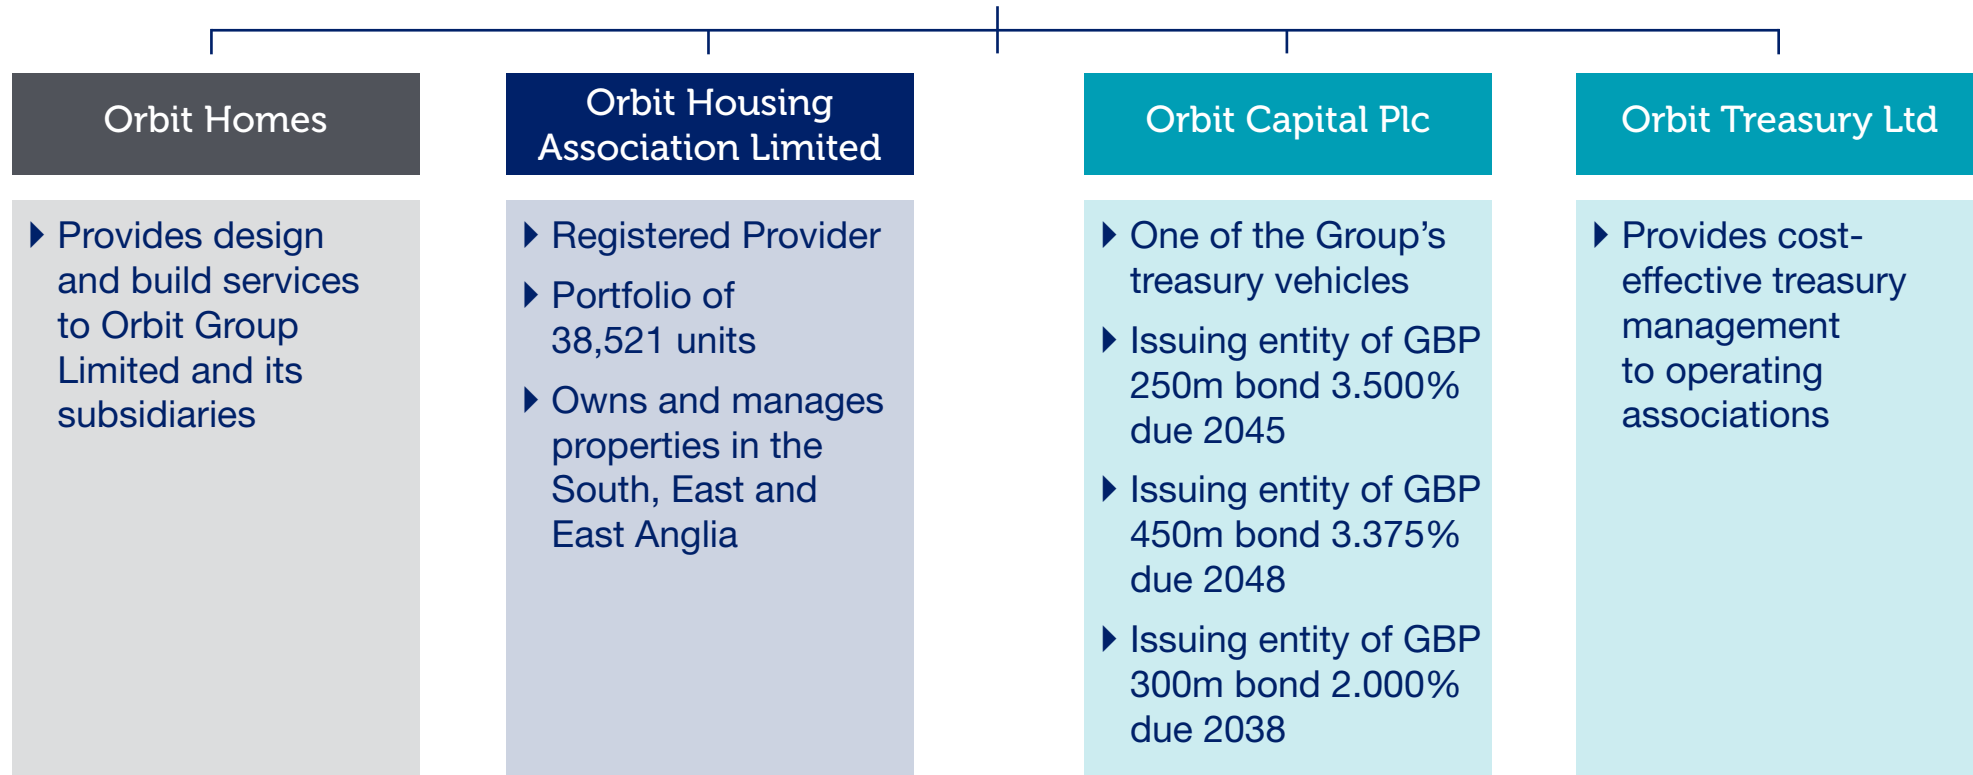 Orbit Homes
▶ Provides design
and build services
to Orbit Group
Limited and its
subsidiaries
Orbit Housing
Association Limited
▶ Registered Provider
▶ Portfolio of
38,521 units
▶ Owns and manages
properties in the
South, East and
East Anglia
Orbit Capital Plc
▶ One of the Group’s
treasury vehicles
▶ Issuing entity of GBP
250m bond 3.500%
due 2045
▶ Issuing entity of GBP
450m bond 3.375%
due 2048
▶ Issuing entity of GBP
300m bond 2.000%
due 2038
Orbit Treasury Ltd
▶ Provides cost-
effective treasury
management
to operating
associations